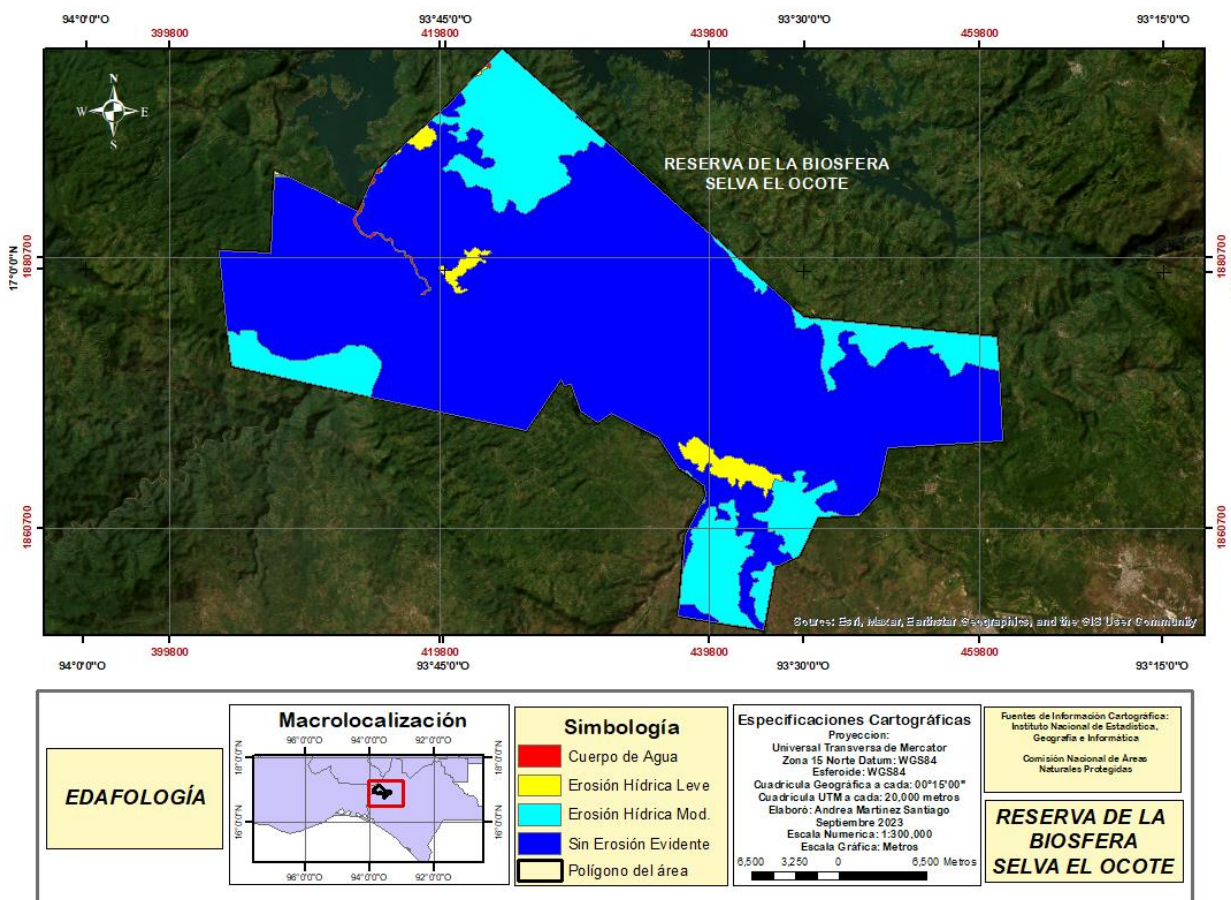 94°0'0"O
93°45'0"O
93°30'0"O
93°15'0"O
399800
419800
439800
459800
N
W
E
S
RESERVA DE LA BIOSFERA
SELVA EL OCOTE
17°0'0"N
1880700
1880700
1860700
1860700
Source: Esri, Maxar, Earthstar Geographics, and the GIS User Community
399800
419800
439800
459800
94°0'0"O
93°45'0"O
93°30'0"O
93°15'0"O
EDAFOLOGÍA
Macrolocalización
96°0'0"O
94°0'0"O
92°0'0"O
18°0'0"N
16°0'0"N
18°0'0"N
16°0'0"N
96°0'0"O
94°0'0"O
92°0'0"O
Simbología
Cuerpo de Agua
Erosión Hídrica Leve
Erosión Hídrica Mod.
Sin Erosión Evidente
Polígono del área
Especificaciones Cartográficas
Proyeccion:
Universal Transversa de Mercator
Zona 15 Norte Datum: WGS84
Esferoide: WGS84
Cuadricula Geográfica a cada: 00°15'00"
Cuadricula UTM a cada: 20,000 metros
Elaboró: Andrea Martinez Santiago
Septiembre 2023
Escala Numerica: 1:300,000
Escala Gráfica: Metros
6,500 3,250 0 6,500 Metros
Fuentes de Información Cartográfica:
Instituto Nacional de Estadistica,
Geografia e Informática
Comisión Nacional de Áreas
Naturales Protegidas
RESERVA DE LA
BIOSFERA
SELVA EL OCOTE